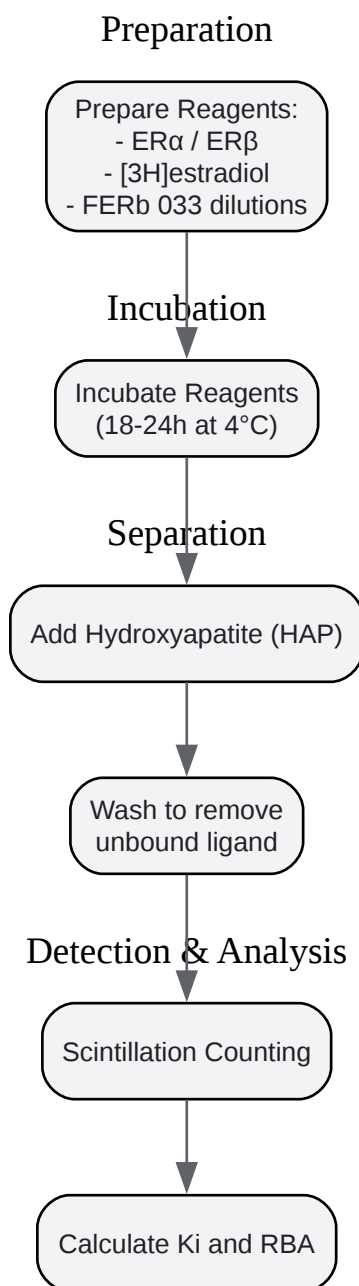 Preparation
Prepare Reagents:
- ERα / ERβ
- [3H]estradiol
- FERb 033 dilutions
Incubation
Incubate Reagents
(18-24h at 4°C)
Separation
Add Hydroxyapatite (HAP)
Wash to remove
unbound ligand
Detection & Analysis
Scintillation Counting
Calculate Ki and RBA